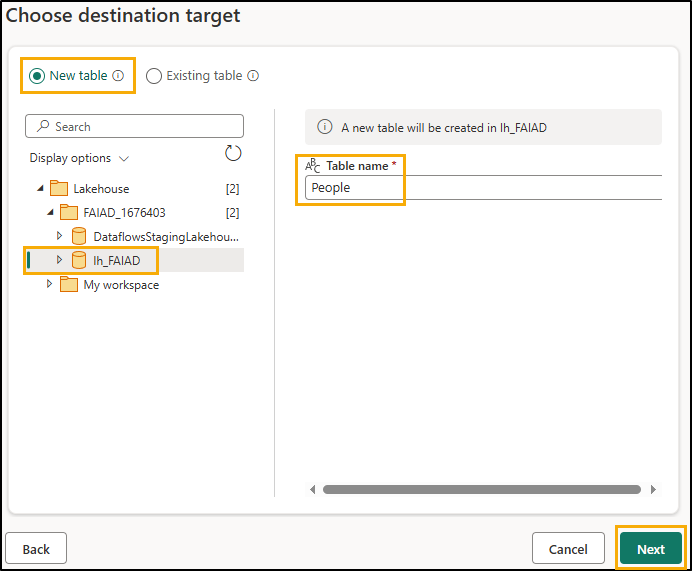 Choose destination target
New table
Existing table
Search
Display options
Lakehouse [2]
FAIAD_1676403 [2]
DataflowsStagingLakehou...
lh_FAIAD
My workspace
A new table will be created in lh_FAIAD
ABC Table name *
People
Back
Cancel
Next